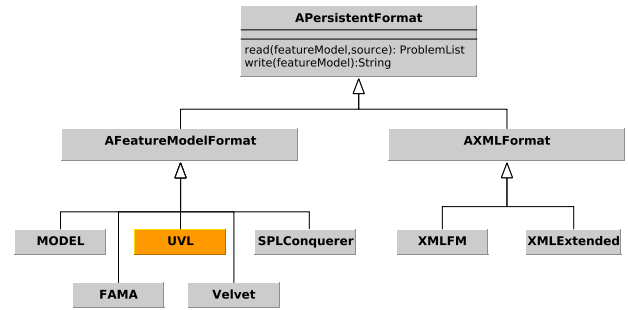 APersistentFormat
read(featureModel,source): ProblemList
write(featureModel):String
AFeatureModelFormat
AXMLFormat
MODEL
UVL
SPLConquerer
XMLFM
XMLExtended
FAMA
Velvet